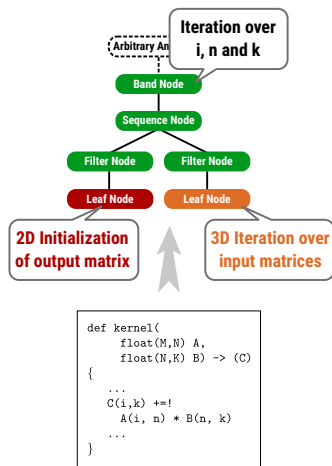 Iteration over
i, n and k
Arbitrary
Band Node
Sequence Node
Filter Node
Filter Node
Leaf Node
Leaf Node
2D Initialization
of output matrix
3D Iteration over
input matrices
def kernel(
float(M,N) A,
float(N,K) B) -> (C)
{
...
C(i,k) +=!
A(i, n) * B(n, k)
...
}